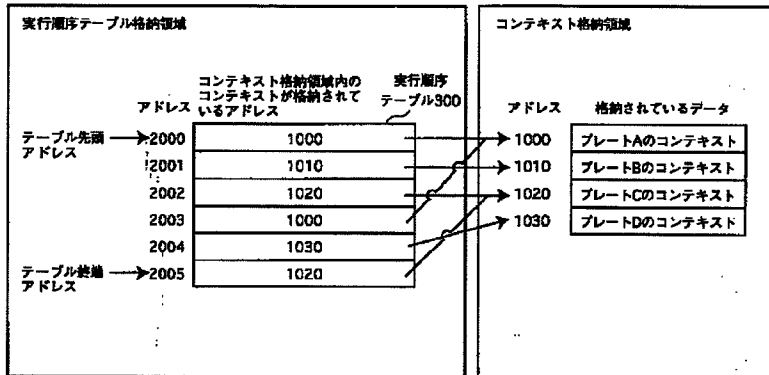 実行順序テーブル格納領域
コンテキスト格納領域内の
コンテキストが格納されて
いるアドレス
実行順序
テーブル300
アドレス
テーブル先頭
アドレス
2000 1000
2001 1010
2002 1020
2003 1000
2004 1030
2005 1020
テーブル終端
アドレス
コンテキスト格納領域
アドレス 格納されているデータ
1000 プレートAのコンテキスト
1010 プレートBのコンテキスト
1020 プレートCのコンテキスト
1030 プレートDのコンテキスト